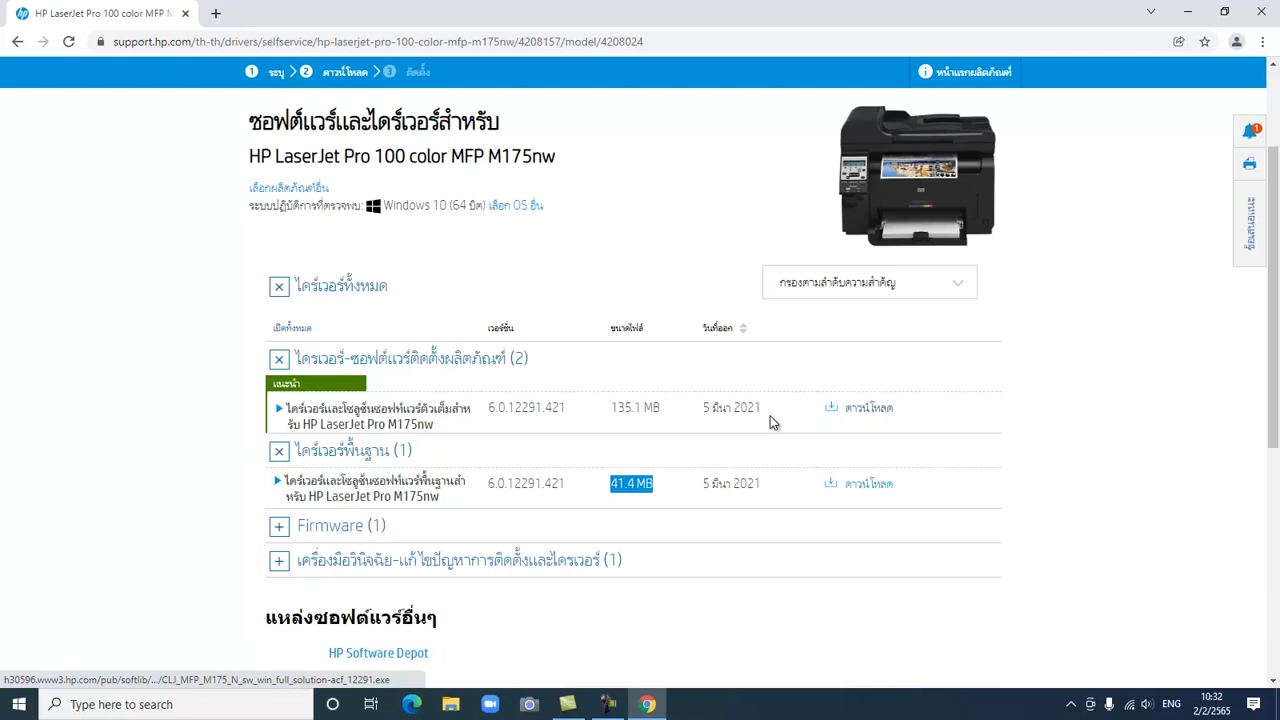 HP LaserJet Pro 100 color MFP M
support.hp.com/th-th/drivers/selfservice/hp-laserjet-pro-100-color-mfp-m175nw/4208157/model/4208024
1 ระบุ 2 ดาวน์โหลด 3 ติดตั้ง
หน้าแรกผลิตภัณฑ์
ซอฟต์แวร์และไดร์เวอร์สำหรับ
HP LaserJet Pro 100 color MFP M175nw
เลือกผลิตภัณฑ์อื่น
ระบบปฏิบัติการที่ตรวจพบ: Windows 10 (64 บิต) เลือก OS อื่น
ไดร์เวอร์ทั้งหมด
กรองตามลำดับความสำคัญ
เปิดทั้งหมด เวอร์ชั่น ขนาดไฟล์ วันที่ออก
ไดรเวอร์-ซอฟต์แวร์ติดตั้งผลิตภัณฑ์ (2)
แนะนำ
ไดร์เวอร์และโซลูชั่นซอฟท์แวร์ตัวเต็มสำห 6.0.12291.421 135.1 MB 5 มีนา 2021 ดาวน์โหลด
รับ HP LaserJet Pro M175nw
ไดร์เวอร์พื้นฐาน (1)
ไดร์เวอร์และโซลูชั่นซอฟท์แวร์พื้นฐานสำ 6.0.12291.421 41.4 MB 5 มีนา 2021 ดาวน์โหลด
หรับ HP LaserJet Pro M175nw
Firmware (1)
เครื่องมือวินิจฉัย-แก้ไขปัญหาการติดตั้งและไดรเวอร์ (1)
แหล่งซอฟต์แวร์อื่นๆ
HP Software Depot
1
h30596.www3.hp.com/pub/softlib/.../CLJ_MFP_M175_N_sw_win_full_solution-acf_12291.exe
Type here to search
ENG
10:32
2/2/2565